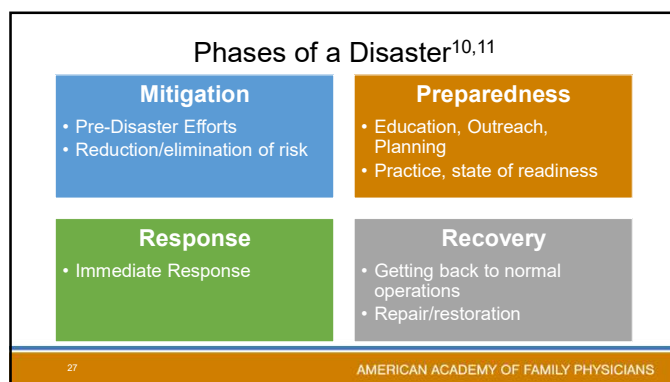 Phases of a Disaster10,11
Mitigation
• Pre-Disaster Efforts
• Reduction/elimination of risk
Preparedness
• Education, Outreach,
Planning
• Practice, state of readiness
Response
• Immediate Response
Recovery
• Getting back to normal
operations
• Repair/restoration
27
AMERICAN ACADEMY OF FAMILY PHYSICIANS